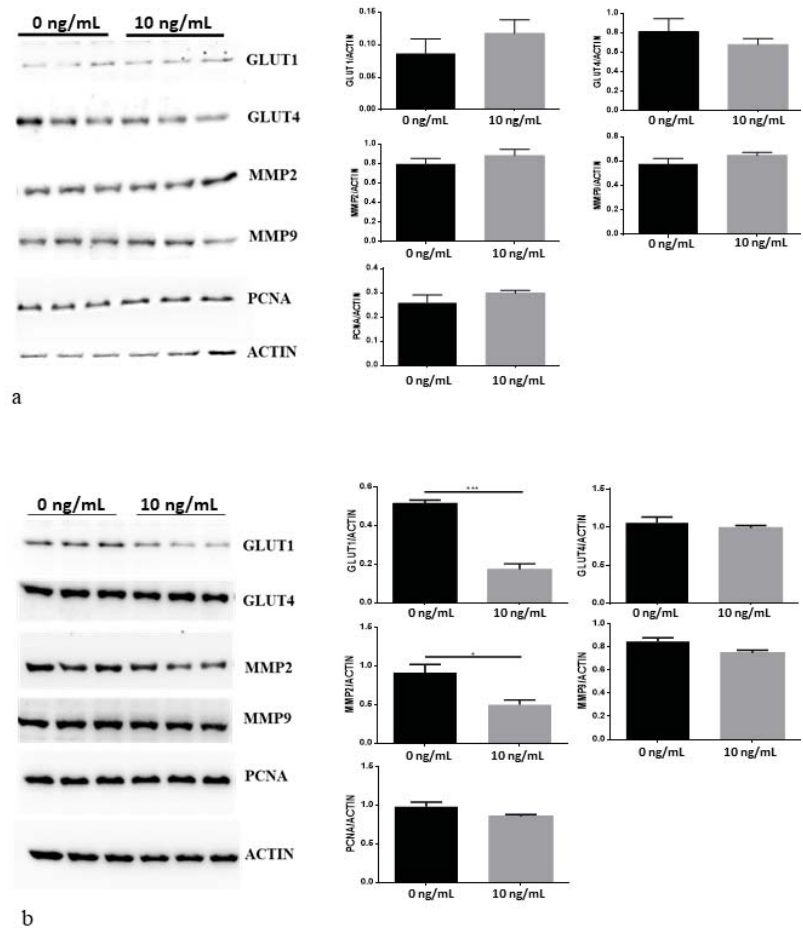 0 ng/mL 10 ng/mL
GLUT1
GLUT4
MMP2
MMP9
PCNA
ACTIN
GLUT1/ACTIN
0.15
0.10
0.05
0.00
0 ng/mL 10 ng/mL
GLUT4/ACTIN
1.0
0.8
0.6
0.4
0.2
0.0
0 ng/mL 10 ng/mL
MMP2/ACTIN
1.0
0.8
0.6
0.4
0.2
0.0
0 ng/mL 10 ng/mL
MMP9/ACTIN
1.0
0.8
0.6
0.4
0.2
0.0
0 ng/mL 10 ng/mL
PCNA/ACTIN
0.4
0.3
0.2
0.1
0.0
0 ng/mL 10 ng/mL
a
0 ng/mL 10 ng/mL
GLUT1
GLUT4
MMP2
MMP9
PCNA
ACTIN
GLUT1/ACTIN
0.6
0.4
0.2
0.0
***
0 ng/mL 10 ng/mL
GLUT4/ACTIN
1.5
1.0
0.5
0.0
0 ng/mL 10 ng/mL
MMP2/ACTIN
1.5
1.0
0.5
0.0
*
0 ng/mL 10 ng/mL
MMP9/ACTIN
1.0
0.8
0.6
0.4
0.2
0.0
0 ng/mL 10 ng/mL
PCNA/ACTIN
1.5
1.0
0.5
0.0
0 ng/mL 10 ng/mL
b